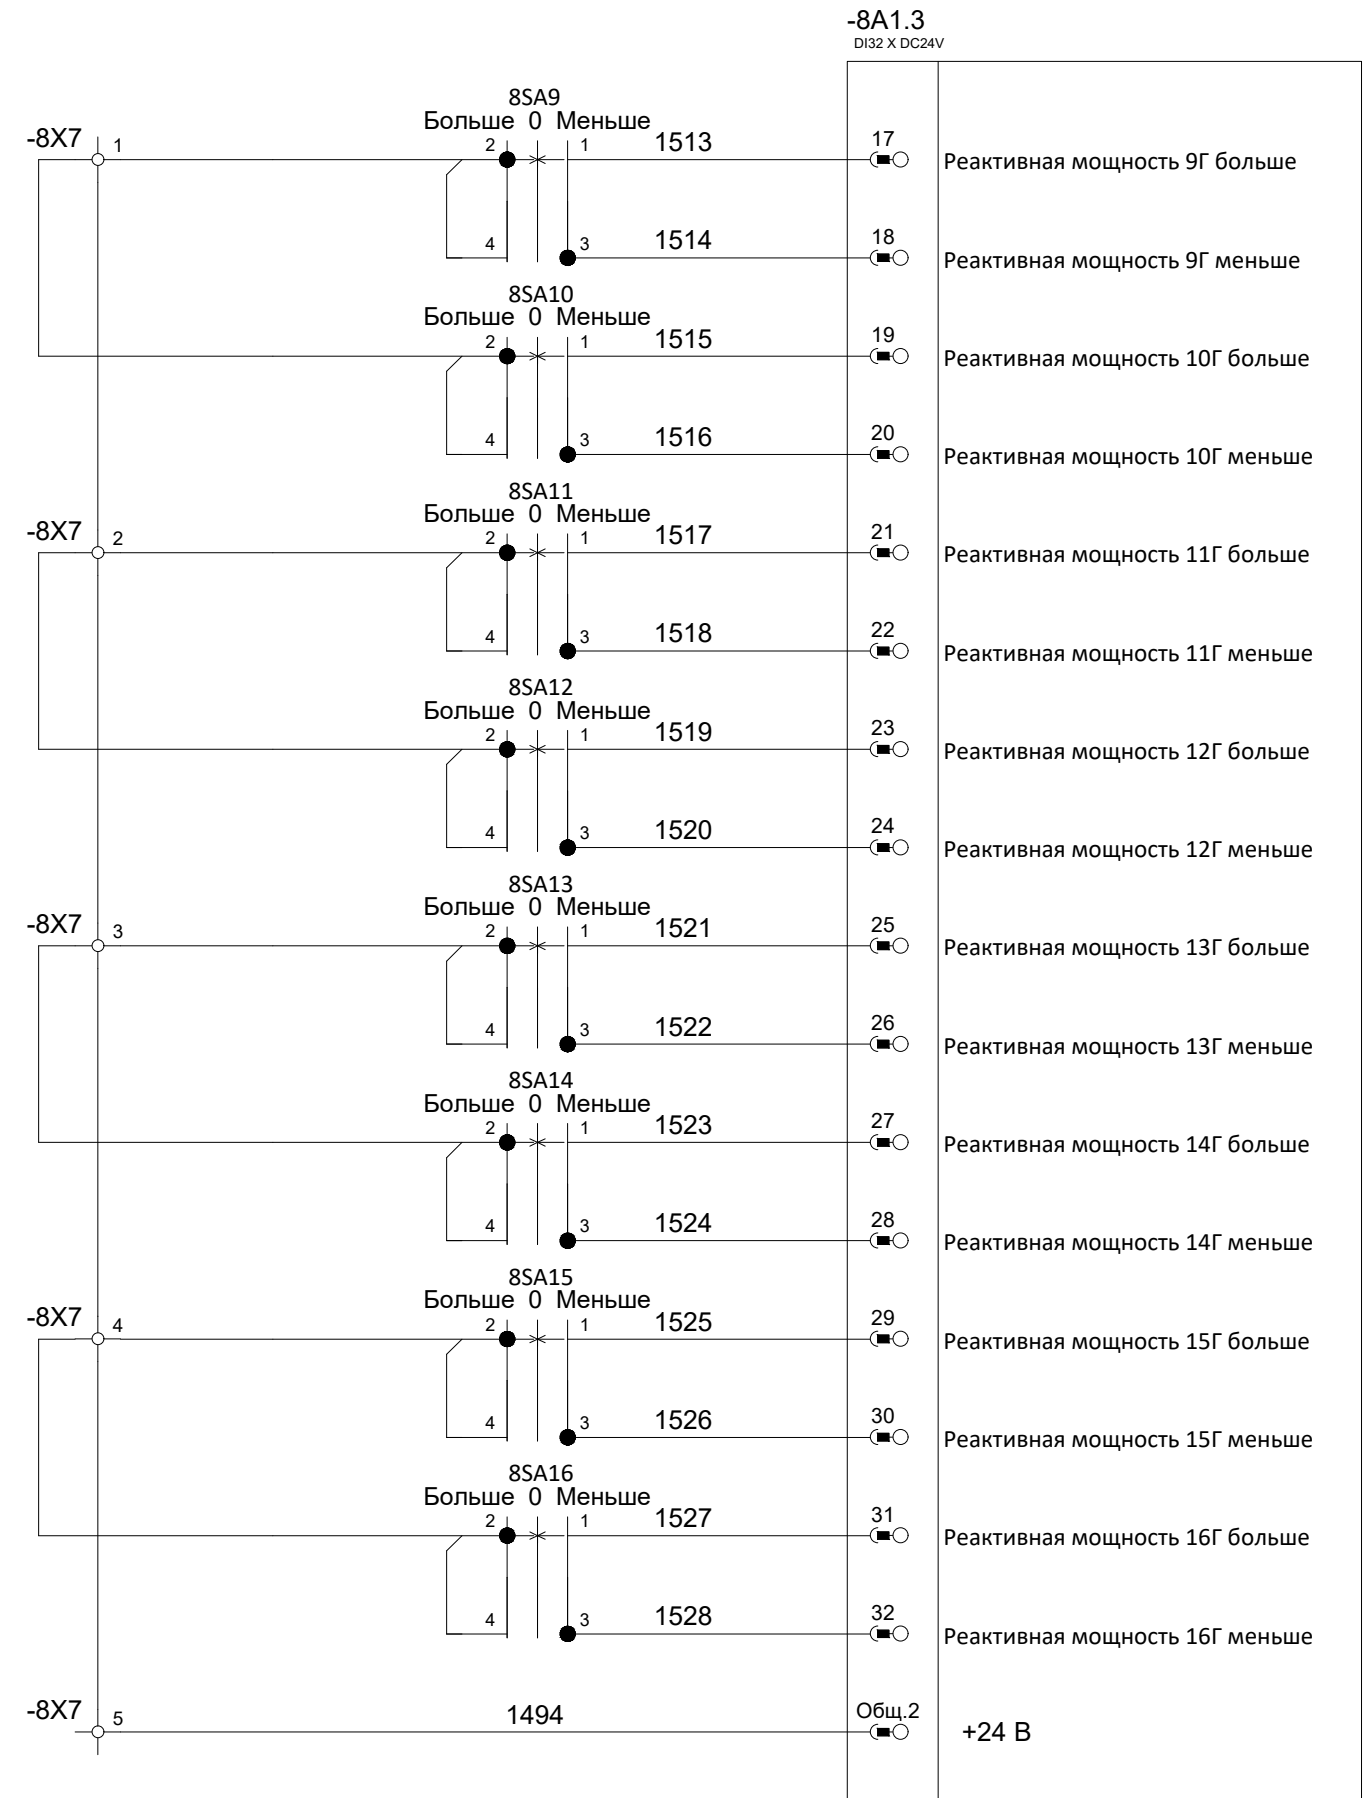 -8A1.3
DI32 X DC24V
8SA9
Больше 0 Меньше
-8X7 1 2 1 1513 17 Реактивная мощность 9Г больше
4 3 1514 18 Реактивная мощность 9Г меньше
8SA10
Больше 0 Меньше
2 1 1515 19 Реактивная мощность 10Г больше
4 3 1516 20 Реактивная мощность 10Г меньше
8SA11
Больше 0 Меньше
-8X7 2 2 1 1517 21 Реактивная мощность 11Г больше
4 3 1518 22 Реактивная мощность 11Г меньше
8SA12
Больше 0 Меньше
2 1 1519 23 Реактивная мощность 12Г больше
4 3 1520 24 Реактивная мощность 12Г меньше
8SA13
Больше 0 Меньше
-8X7 3 2 1 1521 25 Реактивная мощность 13Г больше
4 3 1522 26 Реактивная мощность 13Г меньше
8SA14
Больше 0 Меньше
2 1 1523 27 Реактивная мощность 14Г больше
4 3 1524 28 Реактивная мощность 14Г меньше
8SA15
Больше 0 Меньше
-8X7 4 2 1 1525 29 Реактивная мощность 15Г больше
4 3 1526 30 Реактивная мощность 15Г меньше
8SA16
Больше 0 Меньше
2 1 1527 31 Реактивная мощность 16Г больше
4 3 1528 32 Реактивная мощность 16Г меньше
-8X7 5 1494 Общ.2 +24 В